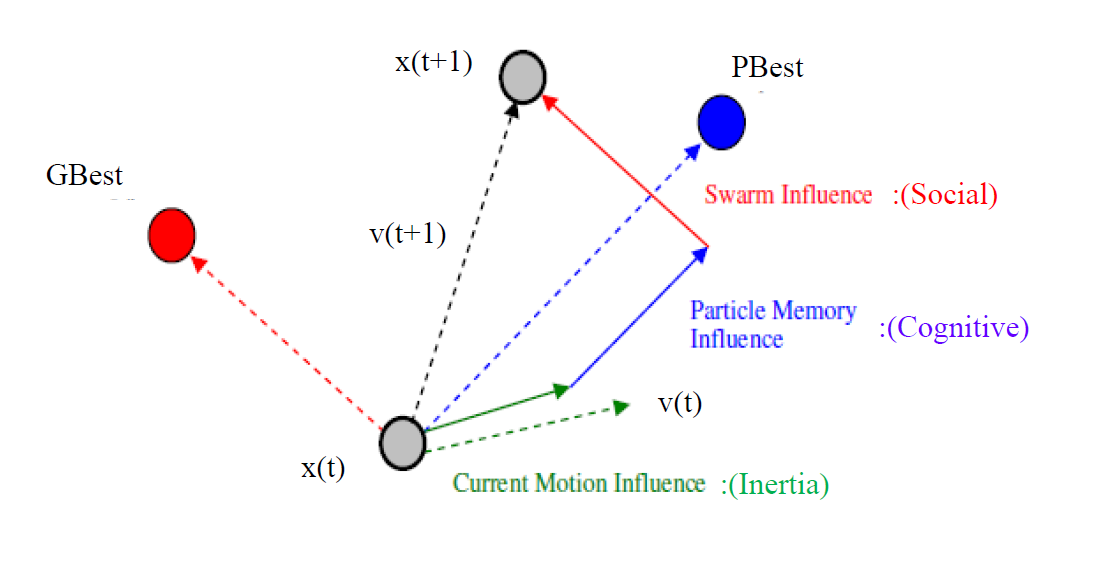 x(t+1)
PBest
GBest
Swarm Influence :(Social)
v(t+1)
Particle Memory
Influence
:(Cognitive)
v(t)
x(t)
Current Motion Influence :(Inertia)